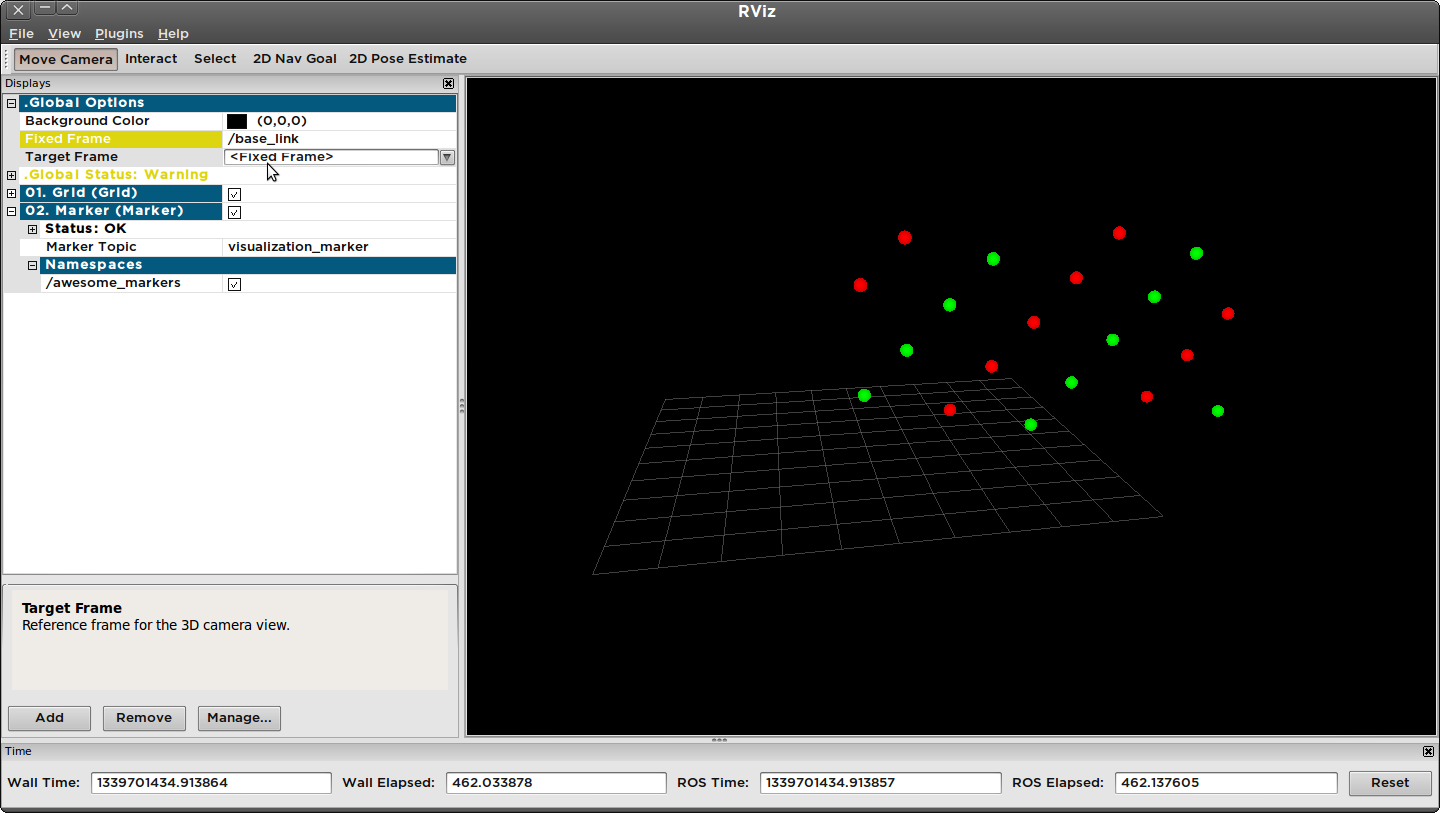 RViz
File View Plugins Help
Move Camera Interact Select 2D Nav Goal 2D Pose Estimate
Displays
.Global Options
Background Color (0,0,0)
Fixed Frame /base_link
Target Frame <Fixed Frame>
.Global Status: Warning
01. Grid (Grid)
02. Marker (Marker)
Status: OK
Marker Topic visualization_marker
Namespaces
/awesome_markers
Target Frame
Reference frame for the 3D camera view.
Add Remove Manage...
Time
Wall Time: 1339701434.913864 Wall Elapsed: 462.033878 ROS Time: 1339701434.913857 ROS Elapsed: 462.137605 Reset